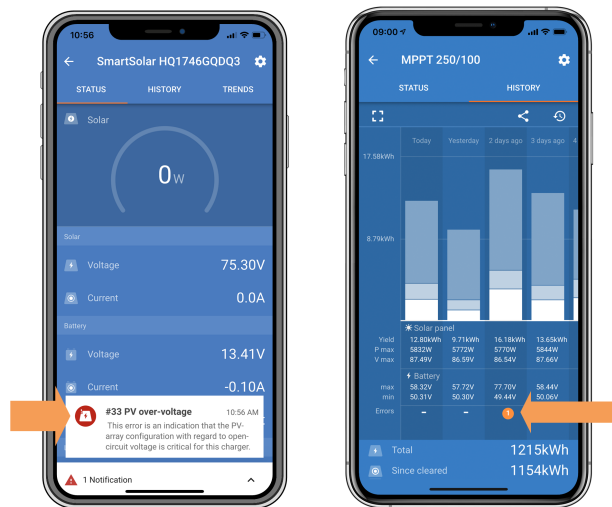 10:56
SmartSolar HQ1746GQDQ3
STATUS HISTORY TRENDS
Solar
0W
Solar
Voltage 75.30V
Current 0.0A
Battery
Voltage 13.41V
Current -0.10A
#33 PV over-voltage 10:56 AM
This error is an indication that the PV-
array configuration with regard to open-
circuit voltage is critical for this charger.
1 Notification
09:00
MPPT 250/100
STATUS HISTORY
Today Yesterday 2 days ago 3 days ago 4
17.58kWh
8.79kWh
Solar panel
Yield 12.80kWh 9.71kWh 16.18kWh 13.65kWh
P max 5832W 5772W 5770W 5844W
V max 87.49V 86.59V 86.54V 87.66V
Battery
max 58.32V 57.72V 77.70V 58.44V
min 50.31V 50.30V 49.44V 50.06V
Errors – – 1
Total 1215kWh
Since cleared 1154kWh